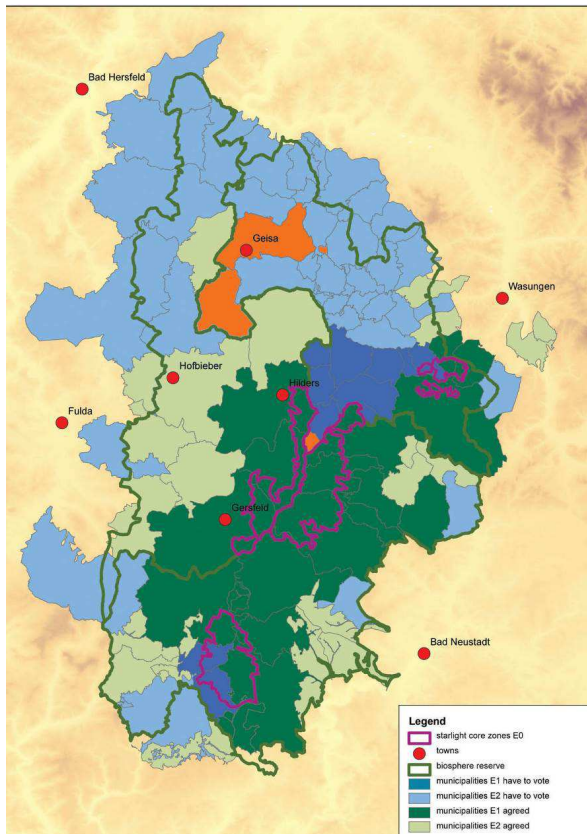 Bad Hersfeld
Geisa
Wasungen
Hofbieber
Hilders
Fulda
Gersfeld
Bad Neustadt
Legend
starlight core zones E0
towns
biosphere reserve
municipalities E1 have to vote
municipalities E2 have to vote
municipalities E1 agreed
municipalities E2 agreed